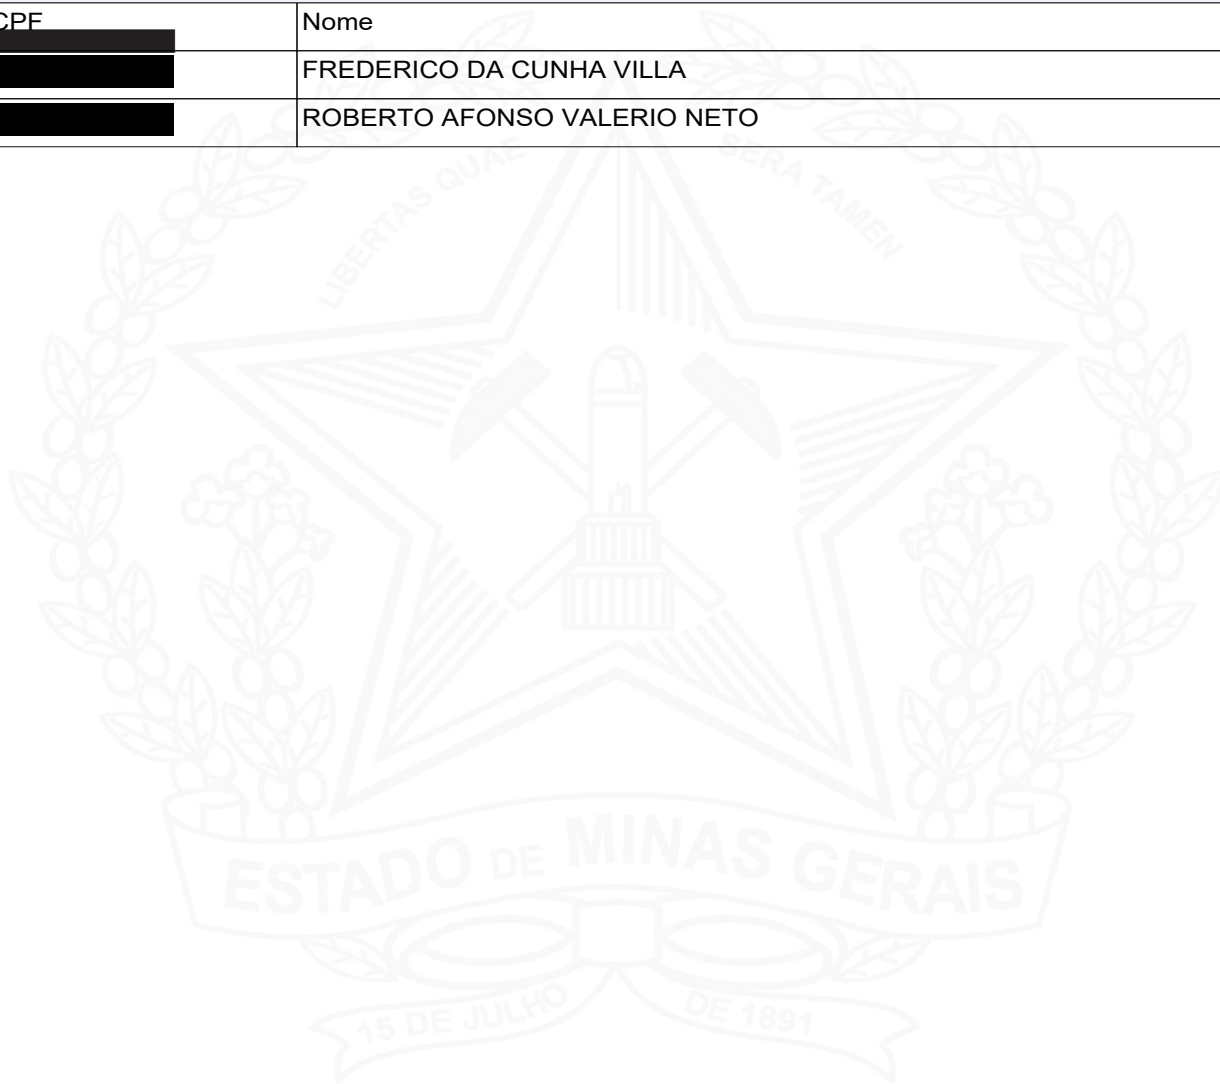 CPF Nome
FREDERICO DA CUNHA VILLA
ROBERTO AFONSO VALERIO NETO
LIBERTAS QUAE SERA TAMEN
ESTADO DE MINAS GERAIS
15 DE JULHO DE 1891